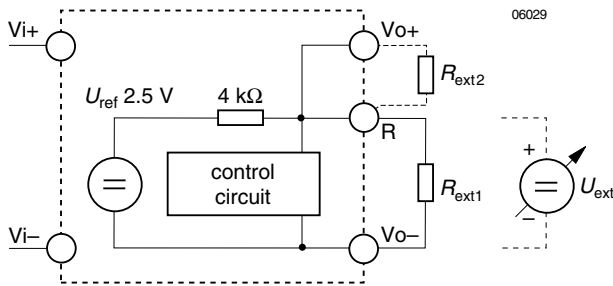 06029
Vi+
Vo+
Uref 2.5 V
4 kΩ
Rext2
R
+
control
circuit
Rext1
Uext
–
Vi–
Vo–